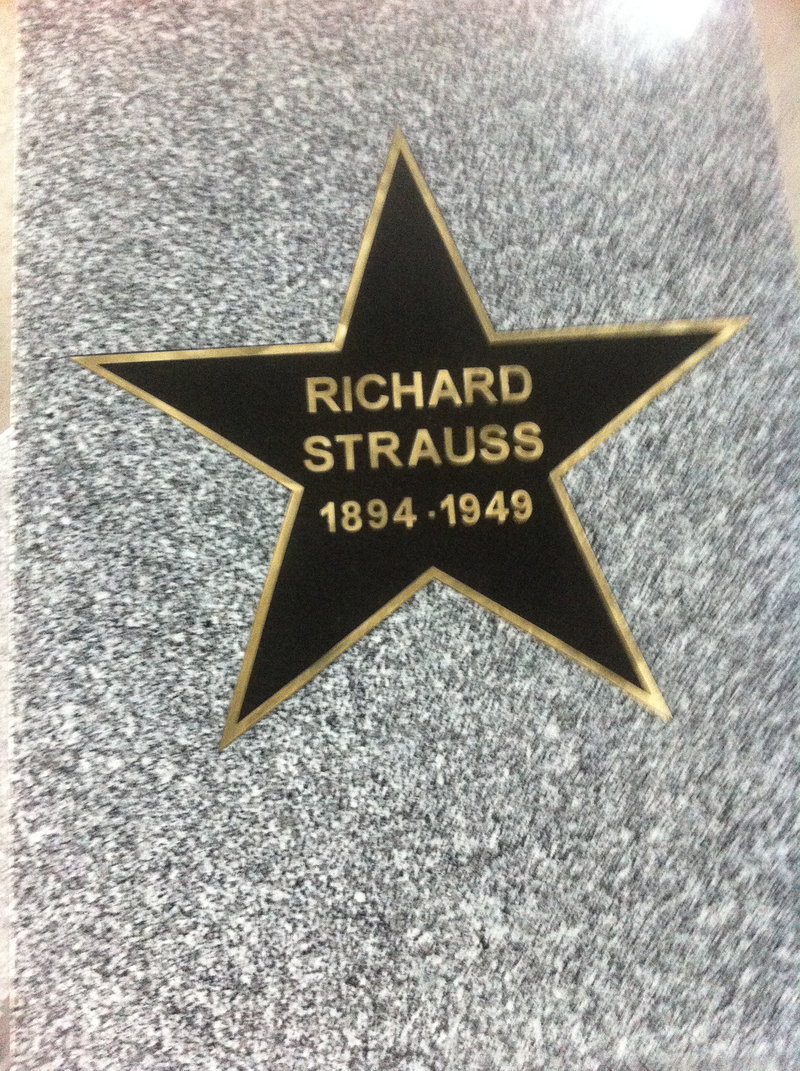 RICHARD
STRAUSS
1894 · 1949